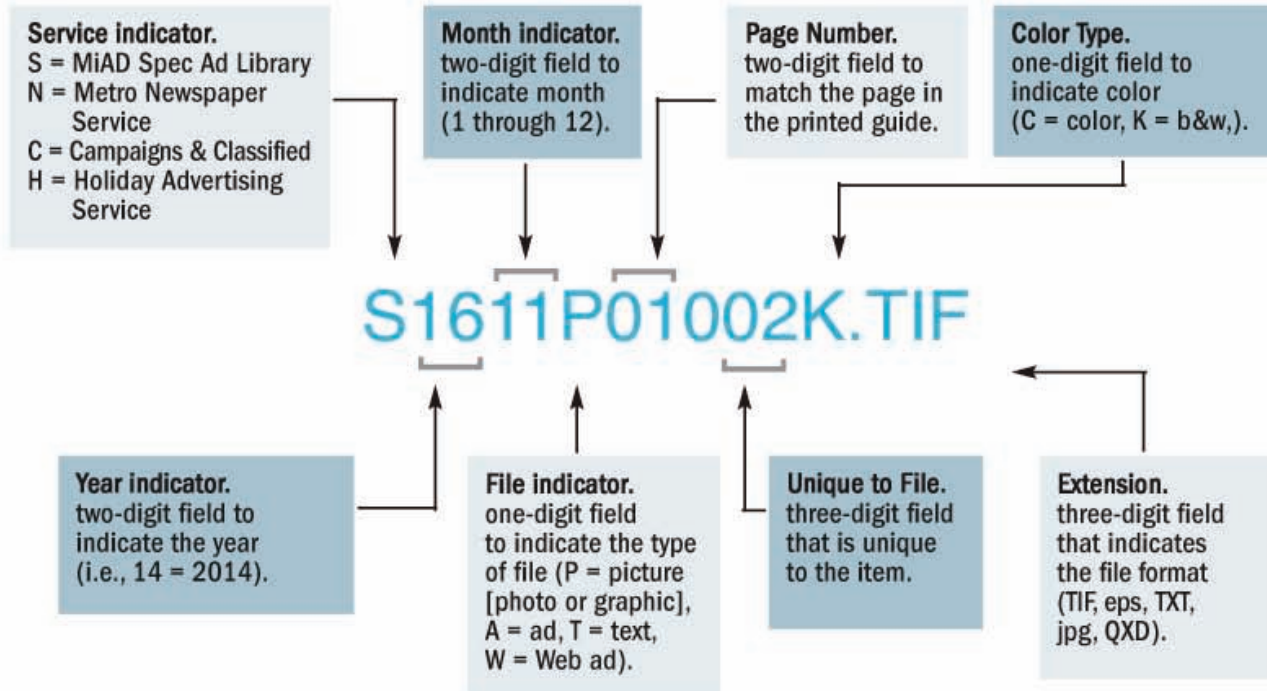 Service indicator.
S = MiAD Spec Ad Library
N = Metro Newspaper
Service
C = Campaigns & Classified
H = Holiday Advertising
Service
Month indicator.
two-digit field to
indicate month
(1 through 12).
Page Number.
two-digit field to
match the page in
the printed guide.
Color Type.
one-digit field to
indicate color
(C = color, K = b&w,).
S1611P01002K.TIF
Year indicator.
two-digit field to
indicate the year
(i.e., 14 = 2014).
File indicator.
one-digit field
to indicate the type
of file (P = picture
[photo or graphic],
A = ad, T = text,
W = Web ad).
Unique to File.
three-digit field
that is unique
to the item.
Extension.
three-digit field
that indicates
the file format
(TIF, eps, TXT,
jpg, QXD).